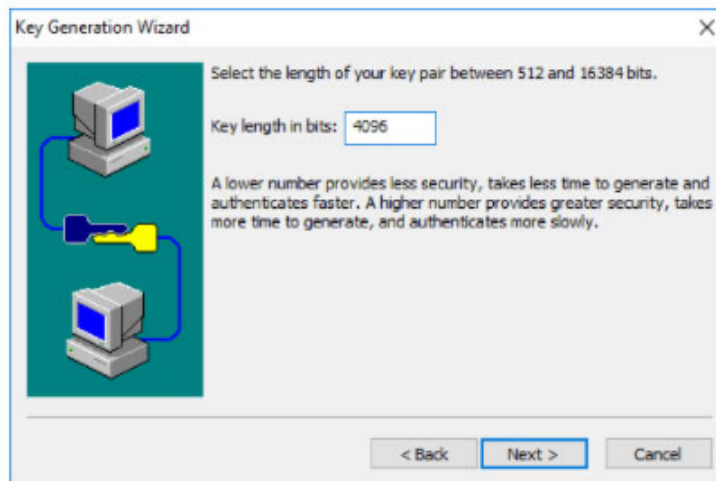 Key Generation Wizard
Select the length of your key pair between 512 and 16384 bits.
Key length in bits: 4096
A lower number provides less security, takes less time to generate and
authenticates faster. A higher number provides greater security, takes
more time to generate, and authenticates more slowly.
< Back Next > Cancel